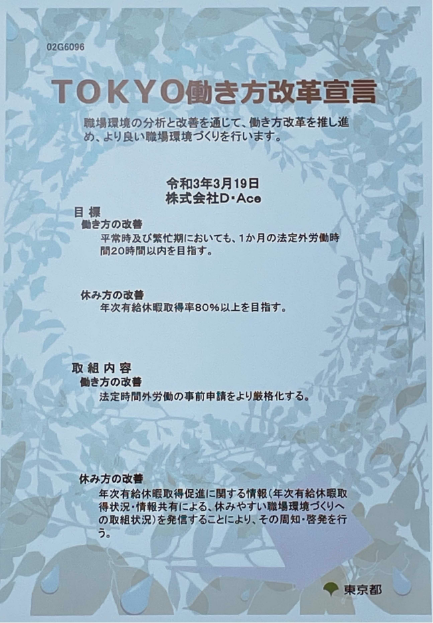 02G6096
TOKYO働き方改革宣言
職場環境の分析と改善を通じて、働き方改革を推し進
め、より良い職場環境づくりを行います。
令和3年3月19日
株式会社D・Ace
目標
働き方の改善
平常時及び繁忙期においても、1か月の法定外労働時
間20時間以内を目指す。
休み方の改善
年次有給休暇取得率80%以上を目指す。
取組内容
働き方の改善
法定時間外労働の事前申請をより厳格化する。
休み方の改善
年次有給休暇取得促進に関する情報(年次有給休暇取
得状況・情報共有による、休みやすい職場環境づくりへ
の取組状況)を発信することにより、その周知・啓発を行
う。
東京都